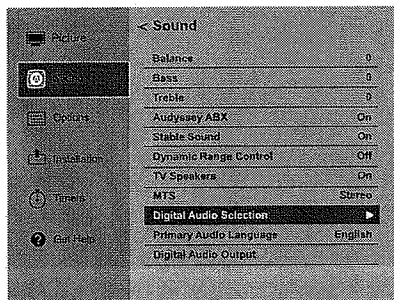 < Sound
Picture
Balance 0
Bass 0
Treble 0
Options
Audyssey ABX On
Stable Sound On
Installation
Dynamic Range Control Off
TV Speakers On
Timers
MTS Stereo
Digital Audio Selection
Get Help
Primary Audio Language English
Digital Audio Output